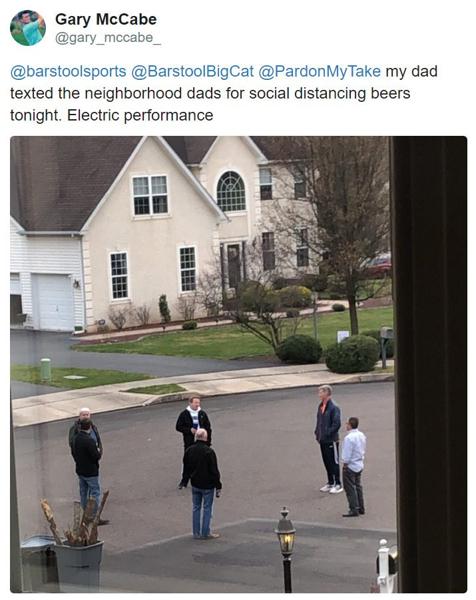 Gary McCabe
@gary_mccabe_
@barstoolsports @BarstoolBigCat @PardonMyTake my dad
texted the neighborhood dads for social distancing beers
tonight. Electric performance